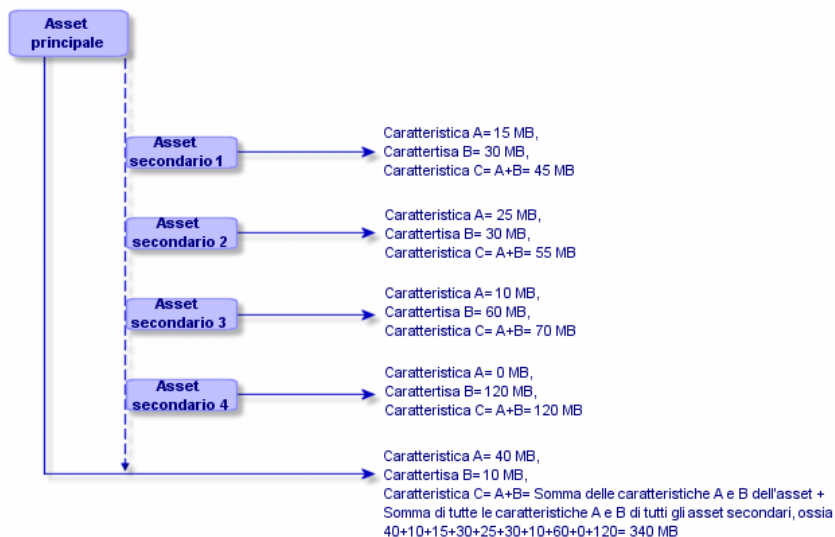 Asset
principale
Asset
secondario 1
Caratteristica A= 15 MB,
Carattertisa B= 30 MB,
Caratteristica C= A+B= 45 MB
Asset
secondario 2
Caratteristica A= 25 MB,
Carattertisa B= 30 MB,
Caratteristica C= A+B= 55 MB
Asset
secondario 3
Caratteristica A= 10 MB,
Carattertisa B= 60 MB,
Caratteristica C= A+B= 70 MB
Asset
secondario 4
Caratteristica A= 0 MB,
Carattertisa B= 120 MB,
Caratteristica C= A+B= 120 MB
Caratteristica A= 40 MB,
Carattertisa B= 10 MB,
Caratteristica C= A+B= Somma delle caratteristiche A e B dell'asset +
Somma di tutte le caratteristiche A e B di tutti gli asset secondari, ossia
40+10+15+30+25+30+10+60+0+120= 340 MB